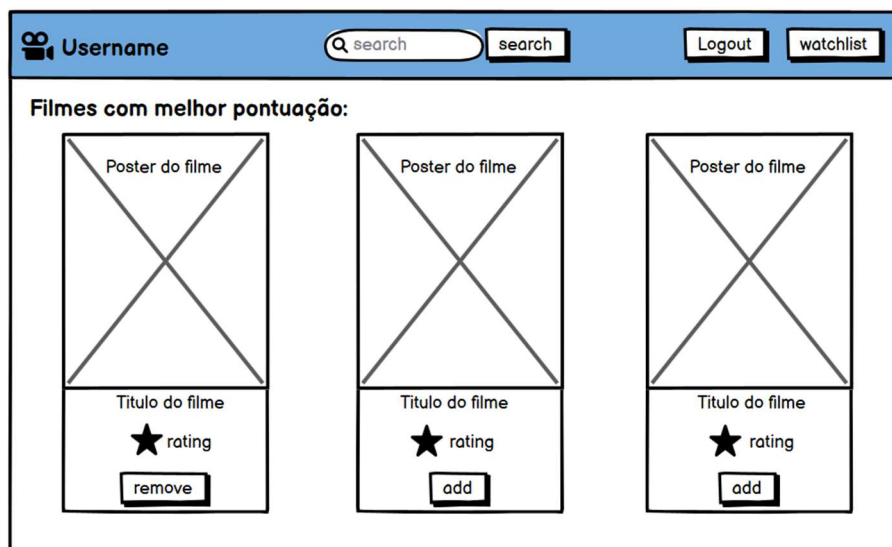 Username search search Logout watchlist
Filmes com melhor pontuação:
Poster do filme Poster do filme Poster do filme
Titulo do filme Titulo do filme Titulo do filme
rating rating rating
remove add add